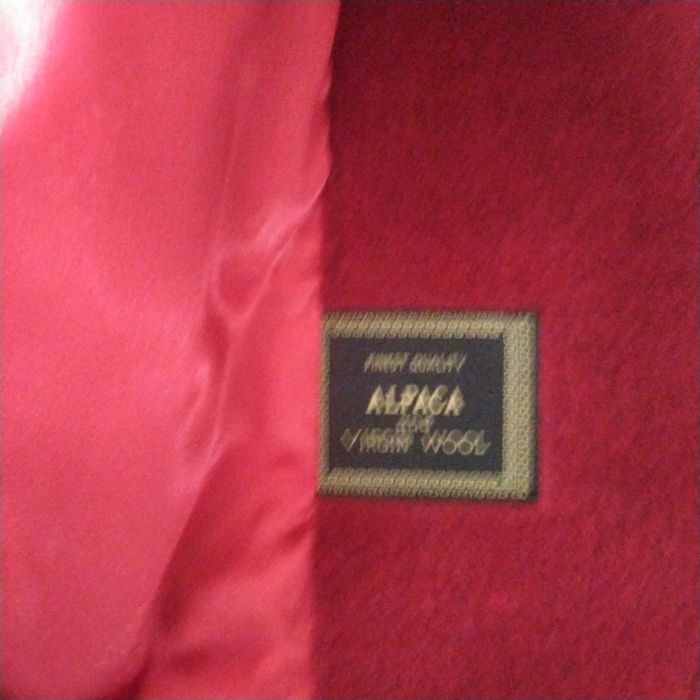 FINEST QUALITY
ALPACA
and
VIRGIN WOOL